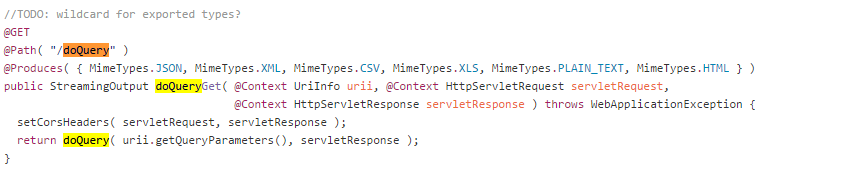 //TODO: wildcard for exported types?
@GET
@Path( "/doQuery" )
@Produces( { MimeTypes.JSON, MimeTypes.XML, MimeTypes.CSV, MimeTypes.XLS, MimeTypes.PLAIN_TEXT, MimeTypes.HTML } )
public StreamingOutput doQueryGet( @Context UriInfo urii, @Context HttpServletRequest servletRequest,
@Context HttpServletResponse servletResponse ) throws WebApplicationException {
setCorsHeaders( servletRequest, servletResponse );
return doQuery( urii.getQueryParameters(), servletResponse );
}